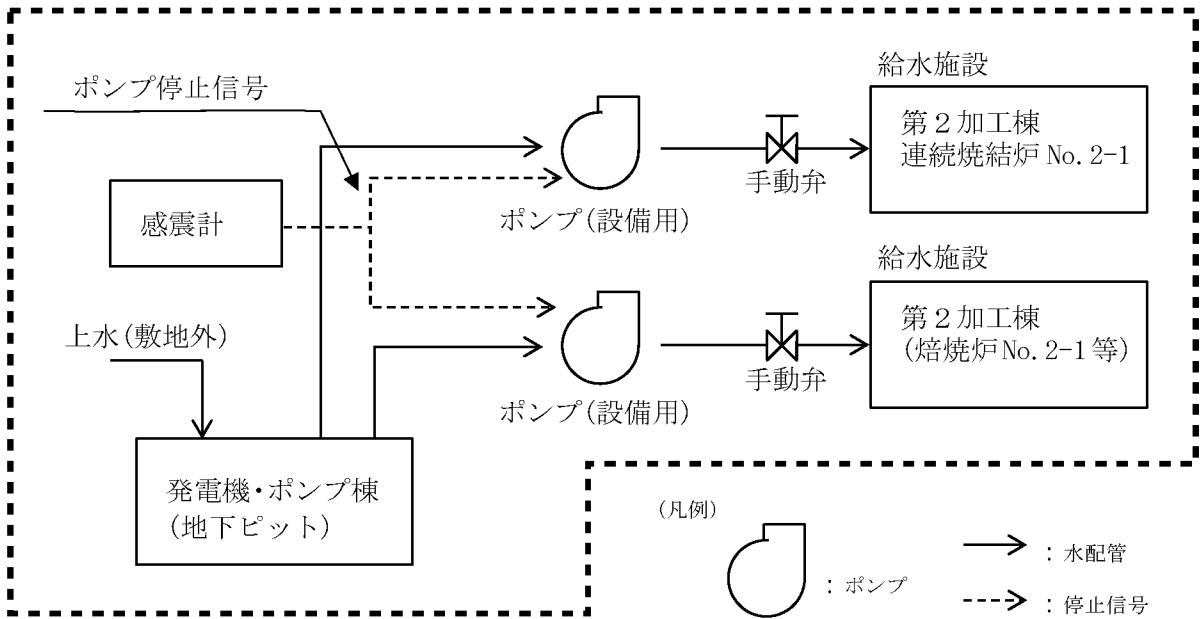 ポンプ停止信号
給水施設
第2加工棟
連続焼結炉 No. 2-1
手動弁
感震計
ポンプ(設備用)
給水施設
第2加工棟
(焙焼炉No. 2-1 等)
上水(敷地外)
手動弁
ポンプ(設備用)
発電機・ポンプ棟
(地下ピット)
(凡例)
:ポンプ
:水配管
:停止信号